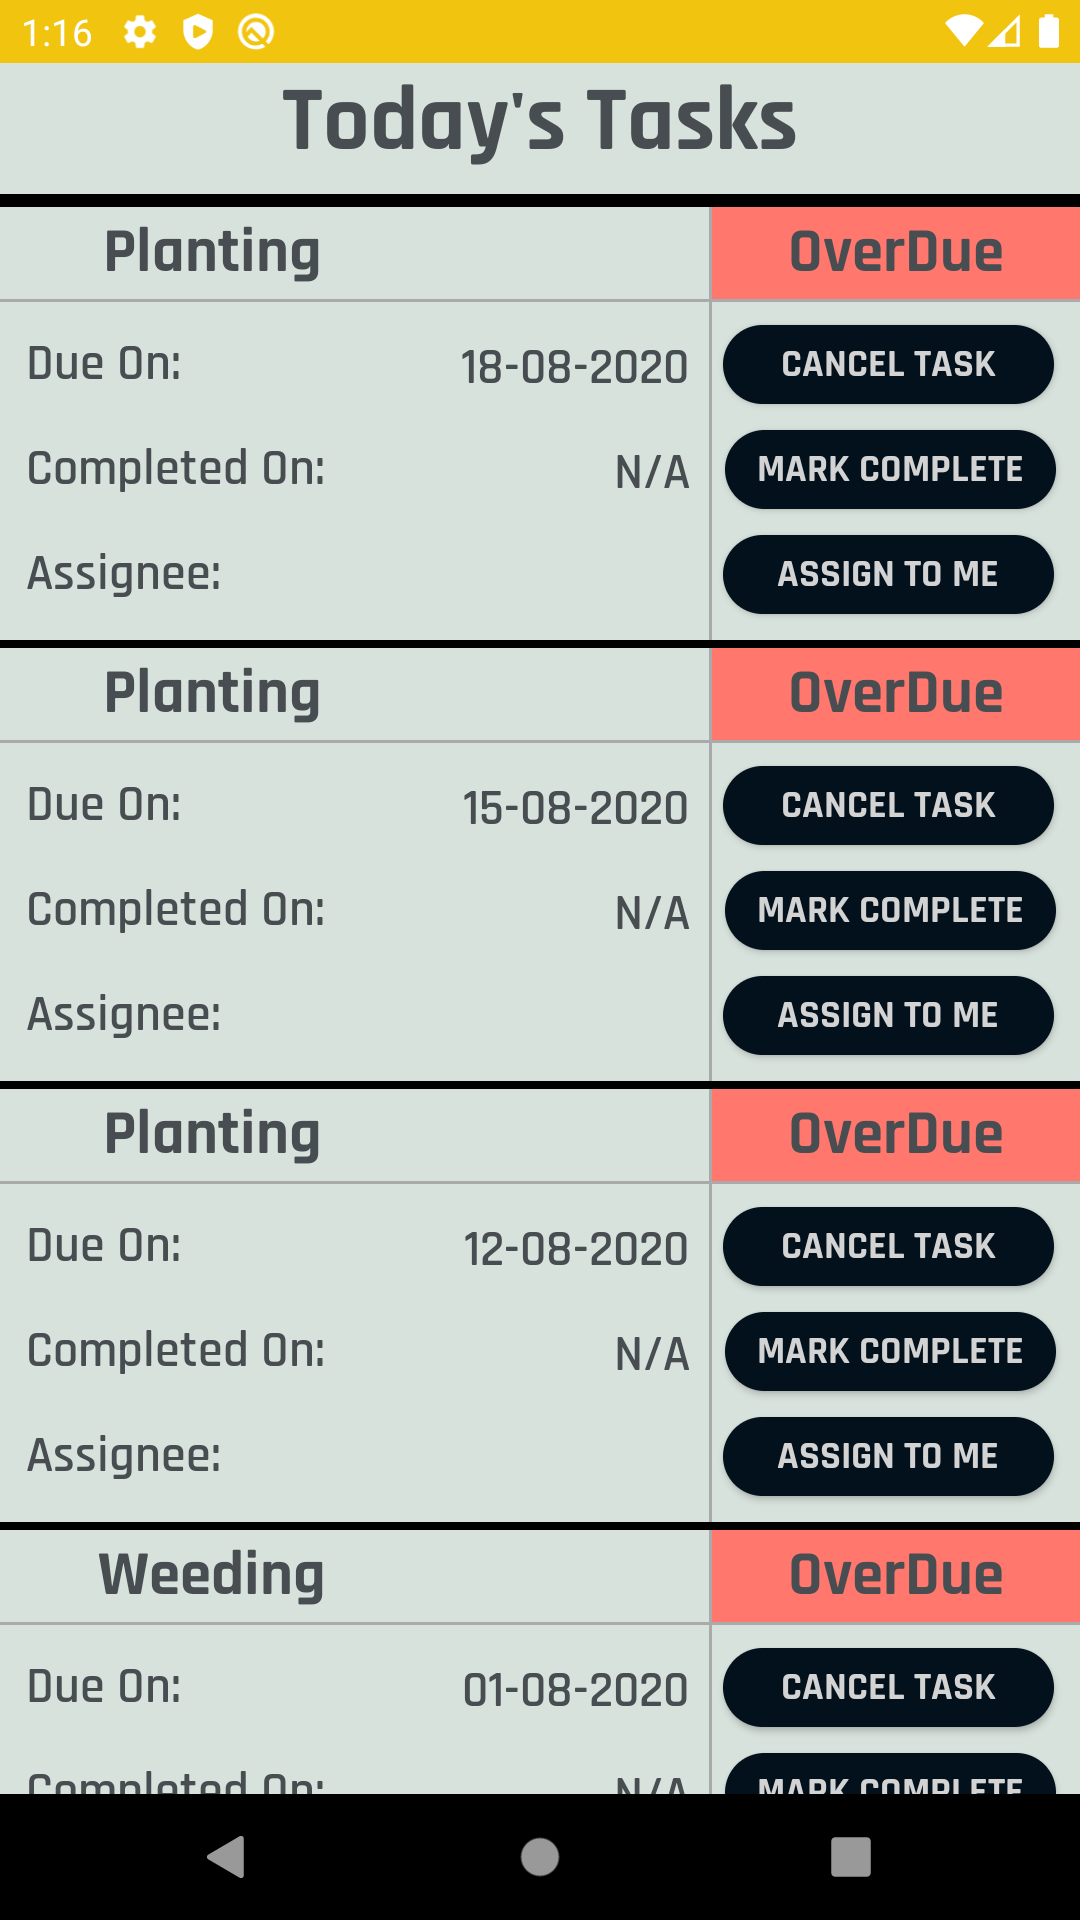 1:16
Today's Tasks
Planting OverDue
Due On: 18-08-2020 CANCEL TASK
Completed On: N/A MARK COMPLETE
Assignee: ASSIGN TO ME
Planting OverDue
Due On: 15-08-2020 CANCEL TASK
Completed On: N/A MARK COMPLETE
Assignee: ASSIGN TO ME
Planting OverDue
Due On: 12-08-2020 CANCEL TASK
Completed On: N/A MARK COMPLETE
Assignee: ASSIGN TO ME
Weeding OverDue
Due On: 01-08-2020 CANCEL TASK
Completed On: N/A MARK COMPLETE